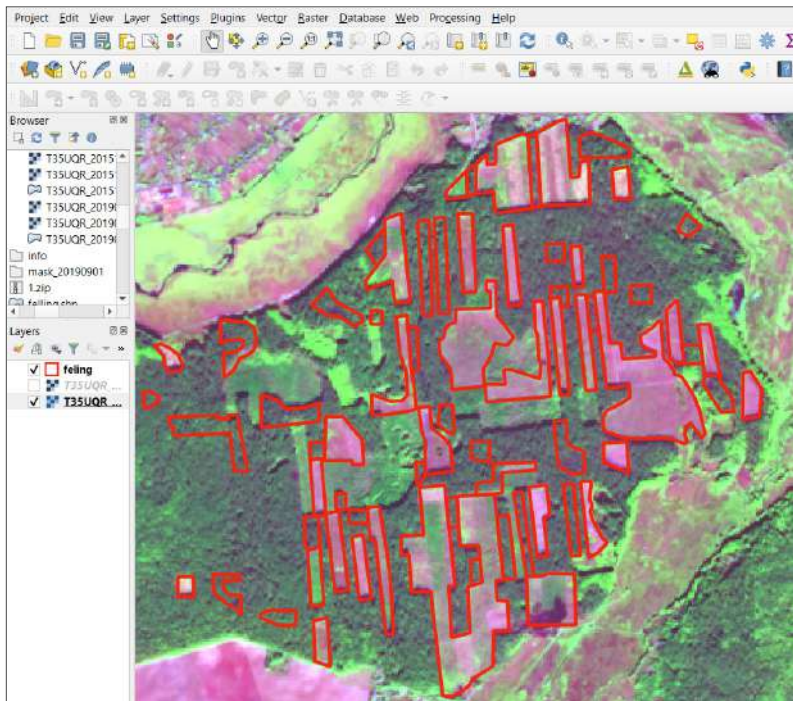 Project Edit View Layer Settings Plugins Vector Raster Database Web Processing Help
Browser
T35UQR_2015
T35UQR_2015
T35UQR_2015
T35UQR_2019
T35UQR_2019
T35UQR_2019
info
mask_20190901
1.zip
Layers
feling
T35UQR_...
T35UQR_...